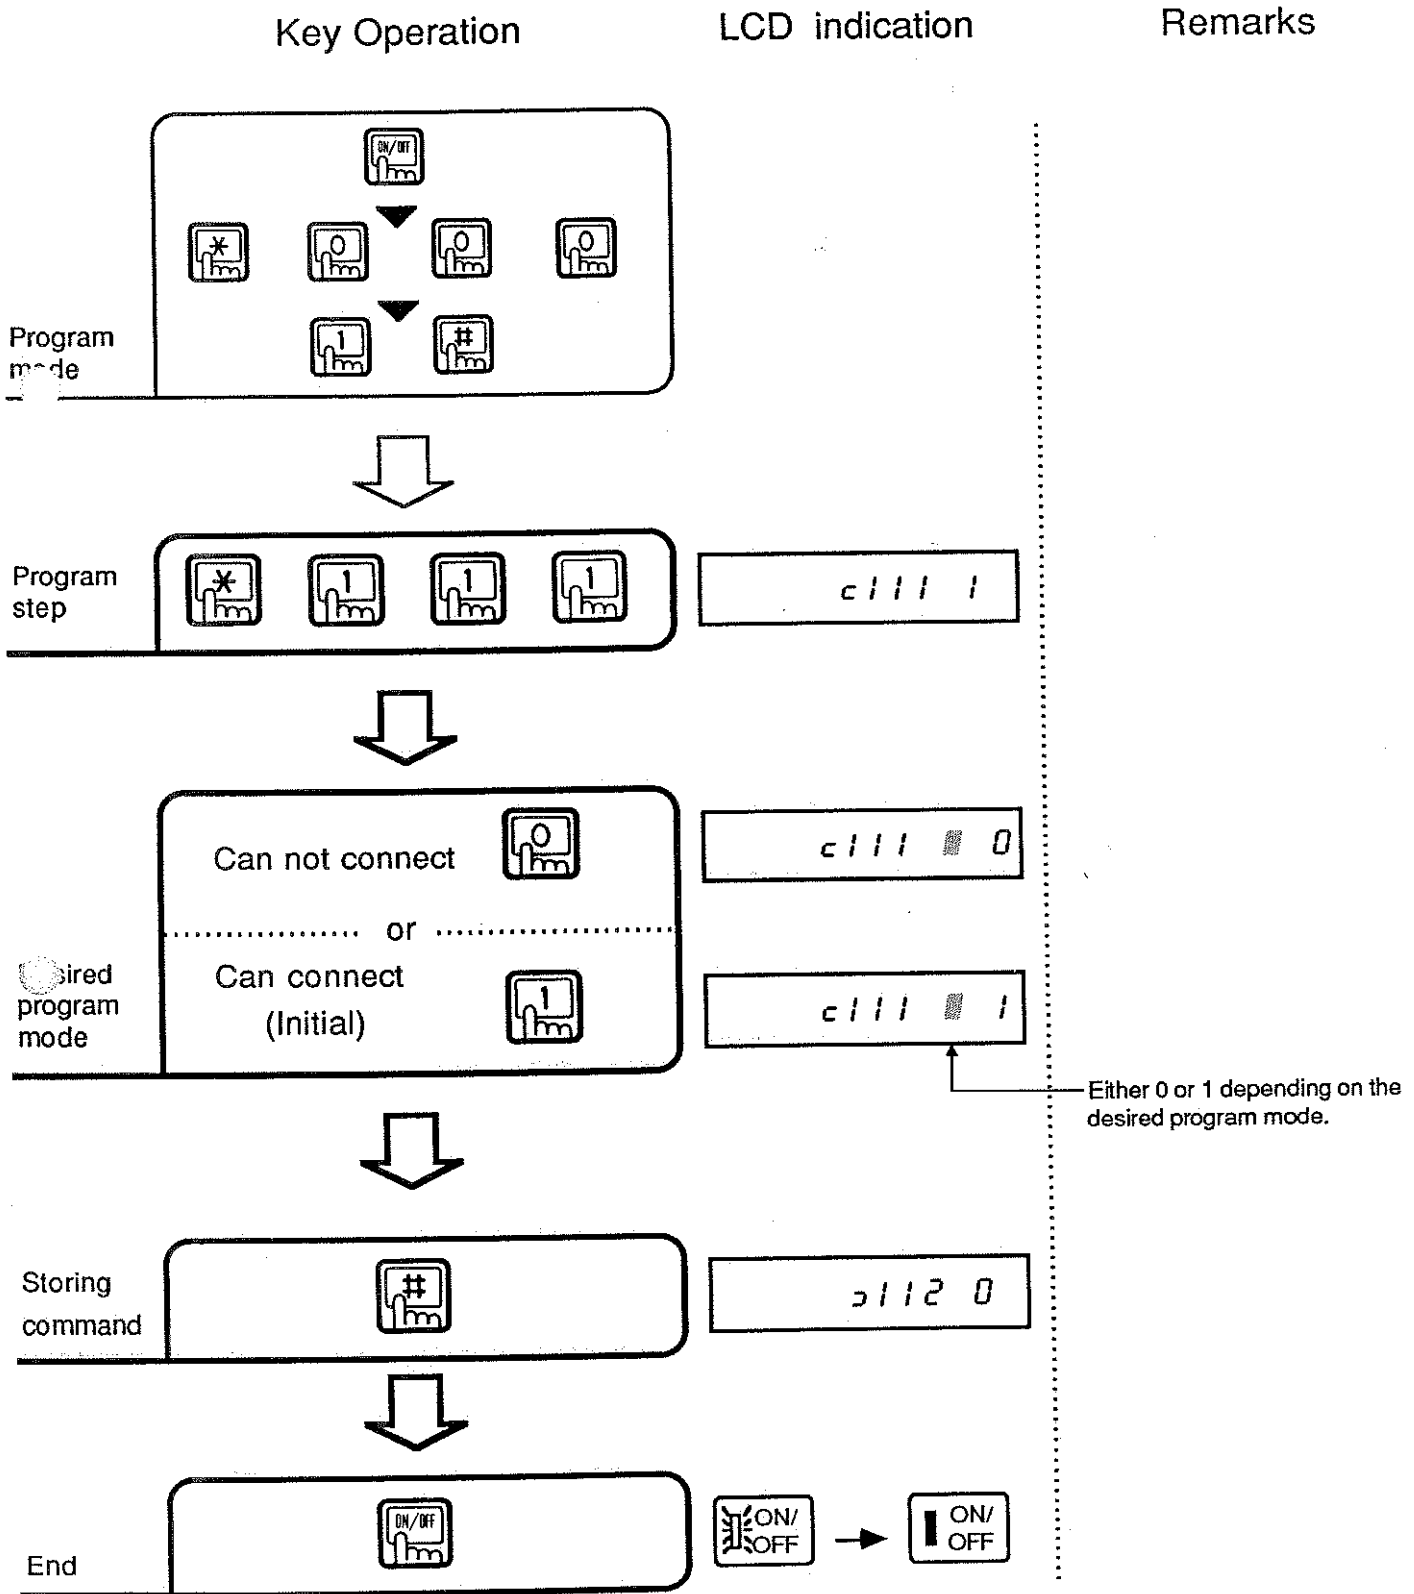 Key Operation LCD indication Remarks
ON/OFF
* 0 0 0
1 #
Program
mode
Program
step
* 1 1 1
c111 1
Can not connect 0
c111 0
or
Can connect
(Initial) 1
c111 1
program
mode
Either 0 or 1 depending on the
desired program mode.
Storing
command
#
112 0
End
ON/OFF
ON/
OFF
ON/
OFF